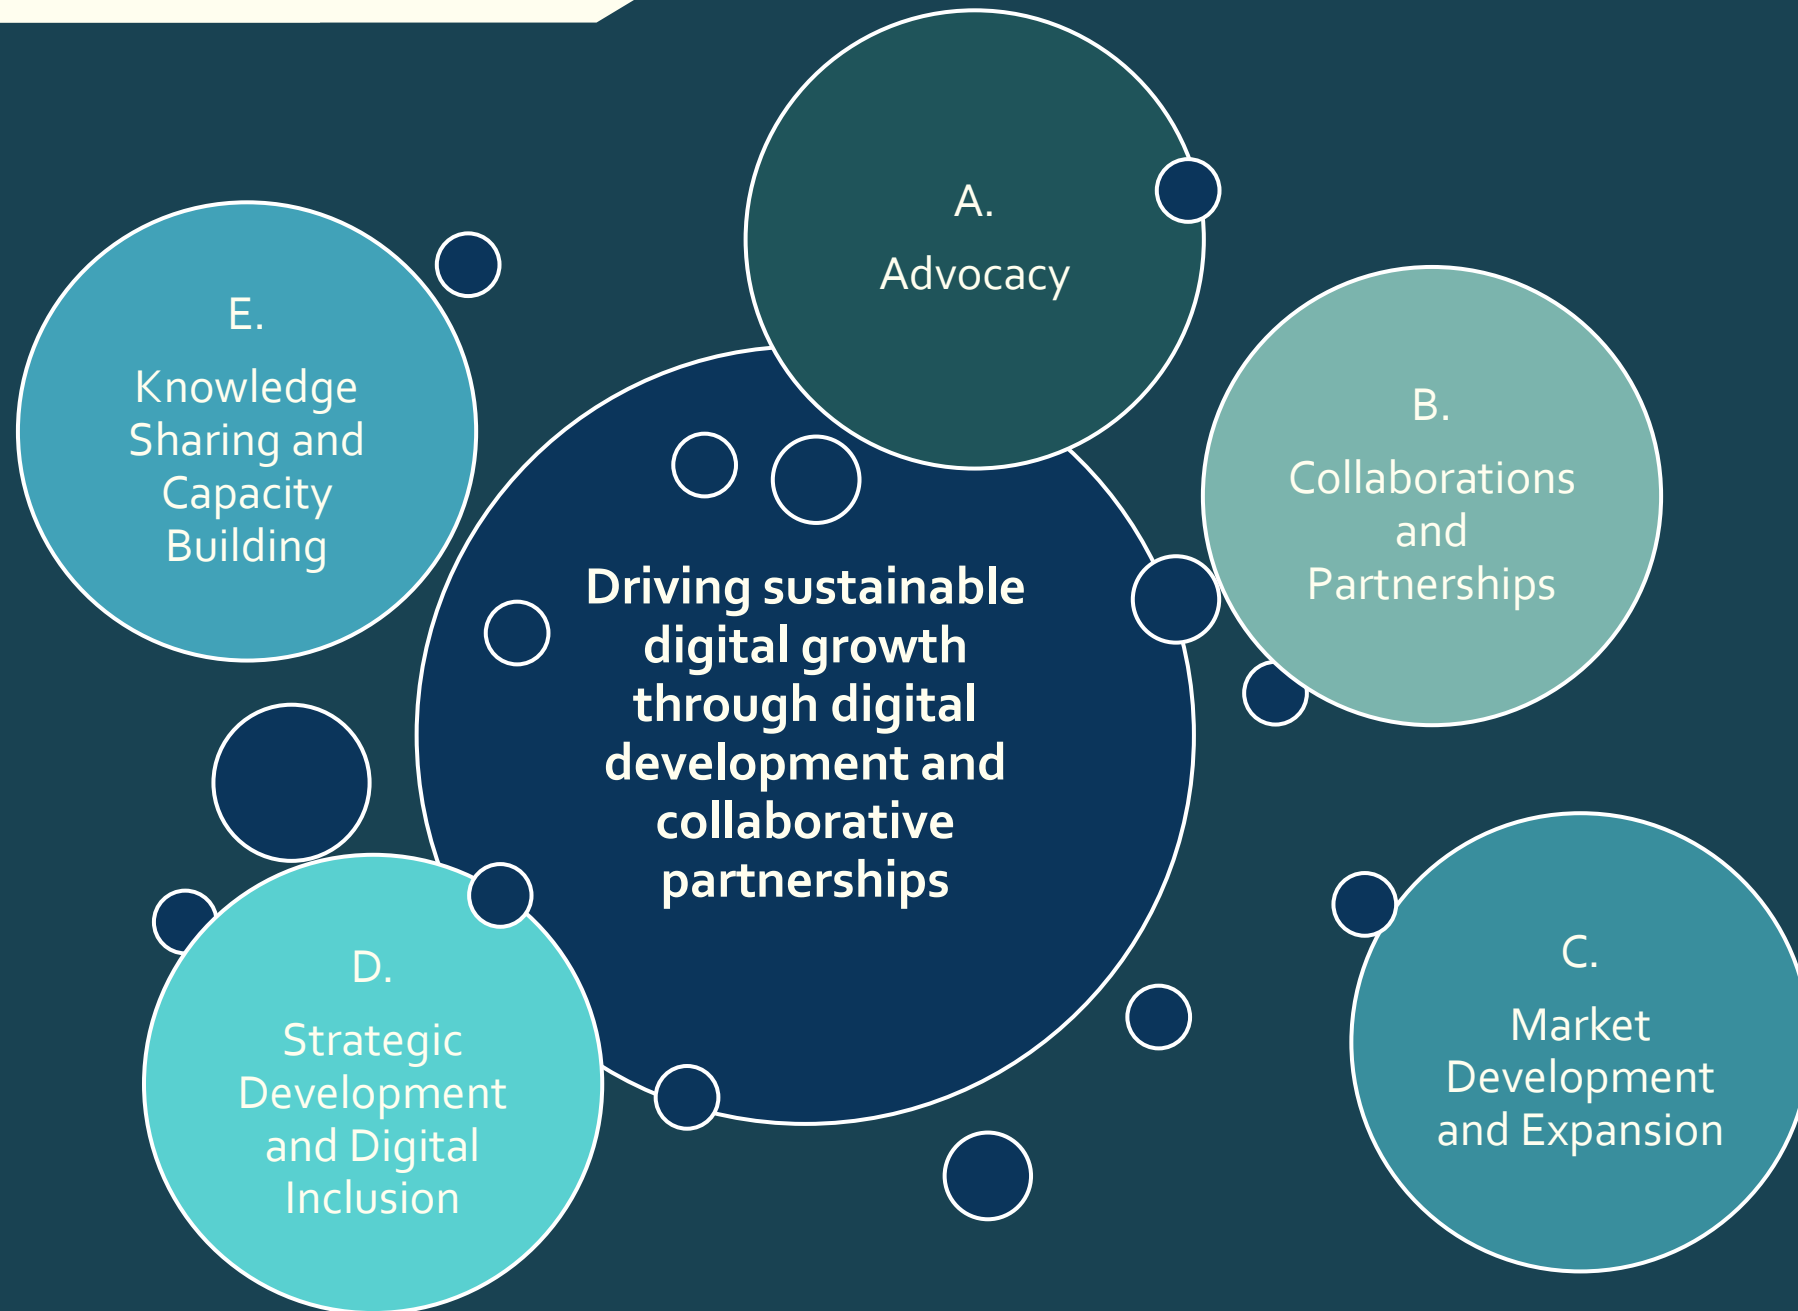 A.
Advocacy
B.
Collaborations
and
Partnerships
C.
Market
Development
and Expansion
D.
Strategic
Development
and Digital
Inclusion
E.
Knowledge
Sharing and
Capacity
Building
Driving sustainable
digital growth
through digital
development and
collaborative
partnerships